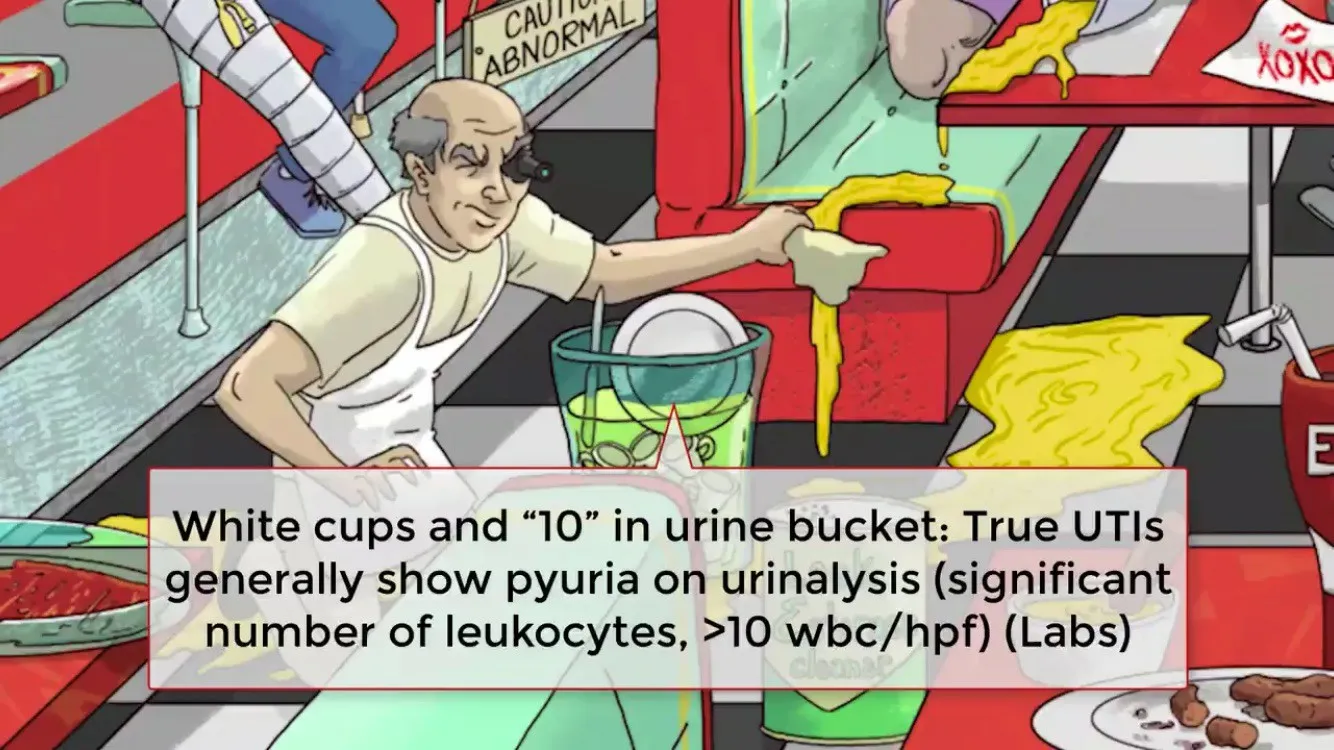 CAUTION
ABNORMAL
XOXO
White cups and “10” in urine bucket: True UTIs
generally show pyuria on urinalysis (significant
number of leukocytes, >10 wbc/hpf) (Labs)
cleaner